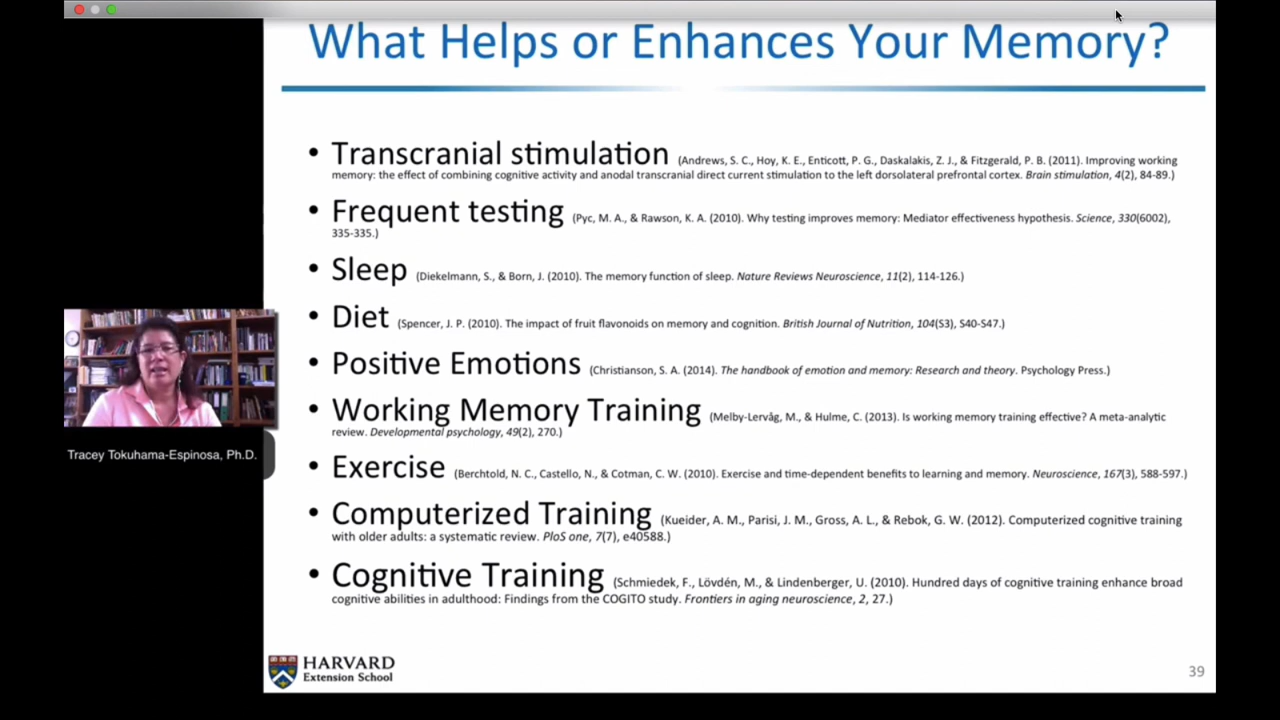 What Helps or Enhances Your Memory?
• Transcranial stimulation (Andrews, S. C., Hoy, K. E., Enticott, P. G., Daskalakis, Z. J., & Fitzgerald, P. B. (2011). Improving working
memory: the effect of combining cognitive activity and anodal transcranial direct current stimulation to the left dorsolateral prefrontal cortex. Brain stimulation, 4(2), 84-89.)
• Frequent testing (Pyc, M. A., & Rawson, K. A. (2010). Why testing improves memory: Mediator effectiveness hypothesis. Science, 330(6002),
335-335.)
• Sleep (Diekelmann, S., & Born, J. (2010). The memory function of sleep. Nature Reviews Neuroscience, 11(2), 114-126.)
• Diet (Spencer, J. P. (2010). The impact of fruit flavonoids on memory and cognition. British Journal of Nutrition, 104(S3), S40-S47.)
• Positive Emotions (Christianson, S. A. (2014). The handbook of emotion and memory: Research and theory. Psychology Press.)
• Working Memory Training (Melby-Lervåg, M., & Hulme, C. (2013). Is working memory training effective? A meta-analytic
review. Developmental psychology, 49(2), 270.)
Tracey Tokuhama-Espinosa, Ph.D.
• Exercise (Berchtold, N. C., Castello, N., & Cotman, C. W. (2010). Exercise and time-dependent benefits to learning and memory. Neuroscience, 167(3), 588-597.)
• Computerized Training (Kueider, A. M., Parisi, J. M., Gross, A. L., & Rebok, G. W. (2012). Computerized cognitive training
with older adults: a systematic review. PloS one, 7(7), e40588.)
• Cognitive Training (Schmiedek, F., Lövdén, M., & Lindenberger, U. (2010). Hundred days of cognitive training enhance broad
cognitive abilities in adulthood: Findings from the COGITO study. Frontiers in aging neuroscience, 2, 27.)
HARVARD
Extension School
39